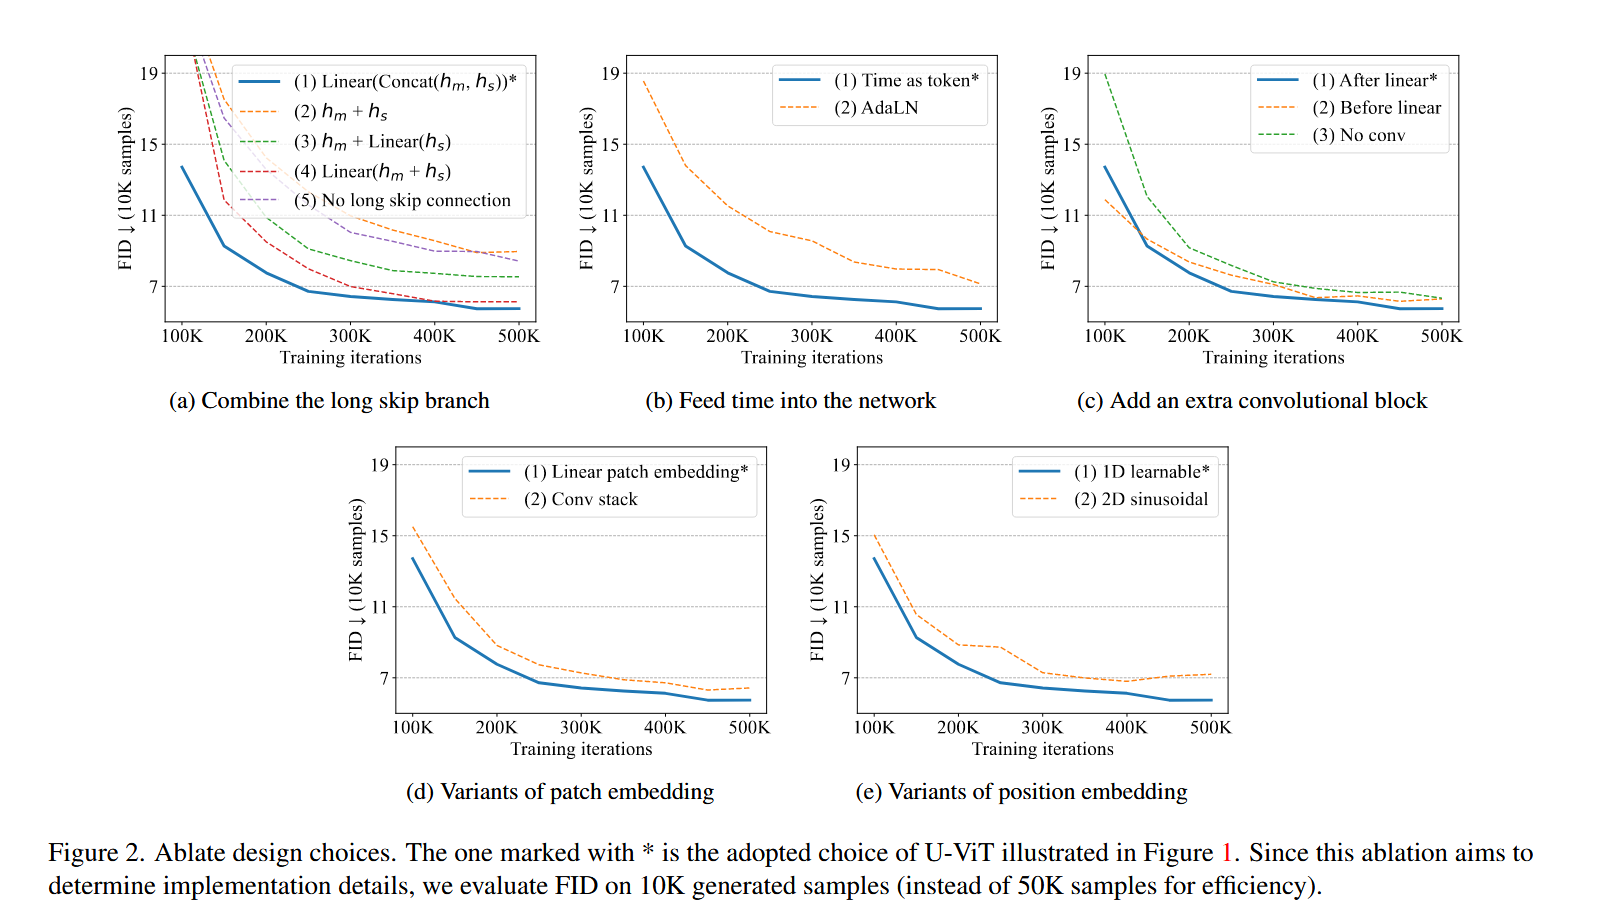 19
15
11
7
FID ↓ (10K samples)
(1) Linear(Concat(hm, hs))*
(2) hm + hs
(3) hm + Linear(hs)
(4) Linear(hm + hs)
(5) No long skip connection
100K 200K 300K 400K 500K
Training iterations
(a) Combine the long skip branch
19
15
11
7
FID ↓ (10K samples)
(1) Time as token*
(2) AdaLN
100K 200K 300K 400K 500K
Training iterations
(b) Feed time into the network
19
15
11
7
FID ↓ (10K samples)
(1) After linear*
(2) Before linear
(3) No conv
100K 200K 300K 400K 500K
Training iterations
(c) Add an extra convolutional block
19
15
11
7
FID ↓ (10K samples)
(1) Linear patch embedding*
(2) Conv stack
100K 200K 300K 400K 500K
Training iterations
(d) Variants of patch embedding
19
15
11
7
FID ↓ (10K samples)
(1) 1D learnable*
(2) 2D sinusoidal
100K 200K 300K 400K 500K
Training iterations
(e) Variants of position embedding
Figure 2. Ablate design choices. The one marked with * is the adopted choice of U-ViT illustrated in Figure 1. Since this ablation aims to
determine implementation details, we evaluate FID on 10K generated samples (instead of 50K samples for efficiency).